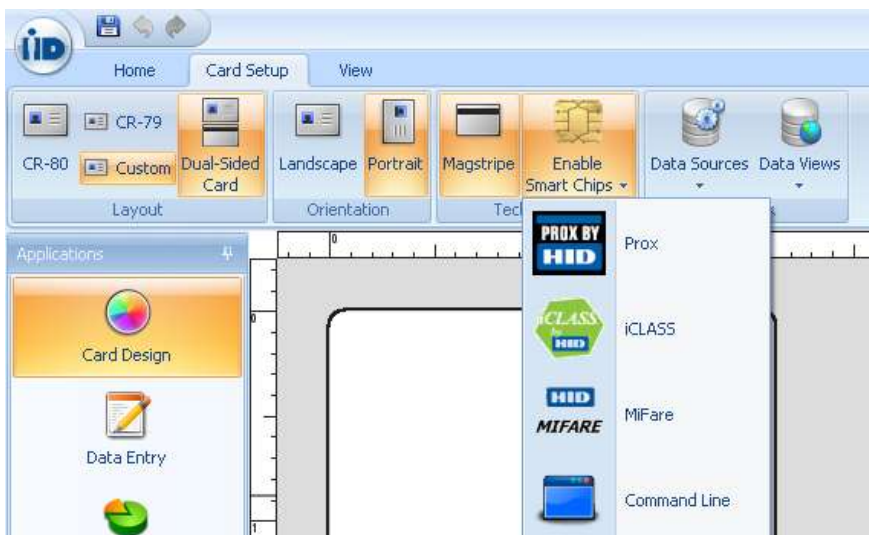 iID
Home
Card Setup
View
CR-80
CR-79
Custom
Dual-Sided
Card
Landscape
Portrait
Magstripe
Enable
Smart Chips
Data Sources
Data Views
Layout
Orientation
Tec
Applications
0
PROX BY
HID
Prox
0
Card Design
iCLASS
by
HID
iCLASS
HID
MIFARE
MiFare
Data Entry
Command Line
1